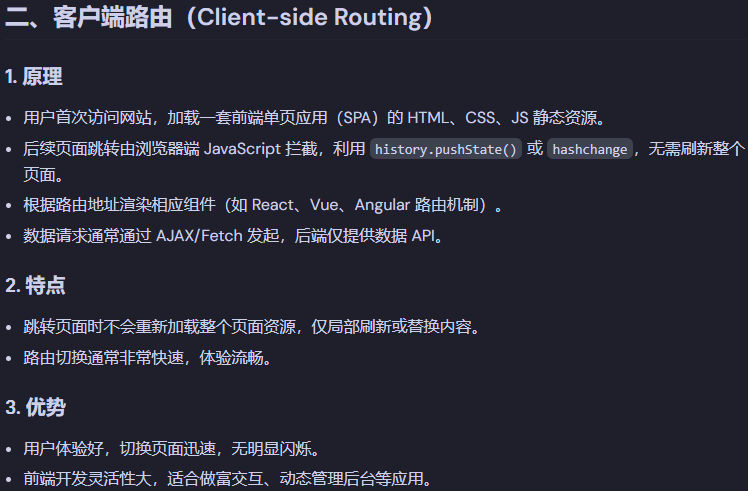 二、客户端路由（Client-side Routing）
1. 原理
用户首次访问网站，加载一套前端单页应用（SPA）的 HTML、CSS、JS 静态资源。
后续页面跳转由浏览器端 JavaScript 拦截，利用 history.pushState() 或 hashchange，无需刷新整个
页面。
根据路由地址渲染相应组件（如 React、Vue、Angular 路由机制）。
数据请求通常通过 AJAX/Fetch 发起，后端仅提供数据 API。
2. 特点
跳转页面时不会重新加载整个页面资源，仅局部刷新或替换内容。
路由切换通常非常快速，体验流畅。
3. 优势
用户体验好，切换页面迅速，无明显闪烁。
前端开发灵活性大，适合做富交互、动态管理后台等应用。